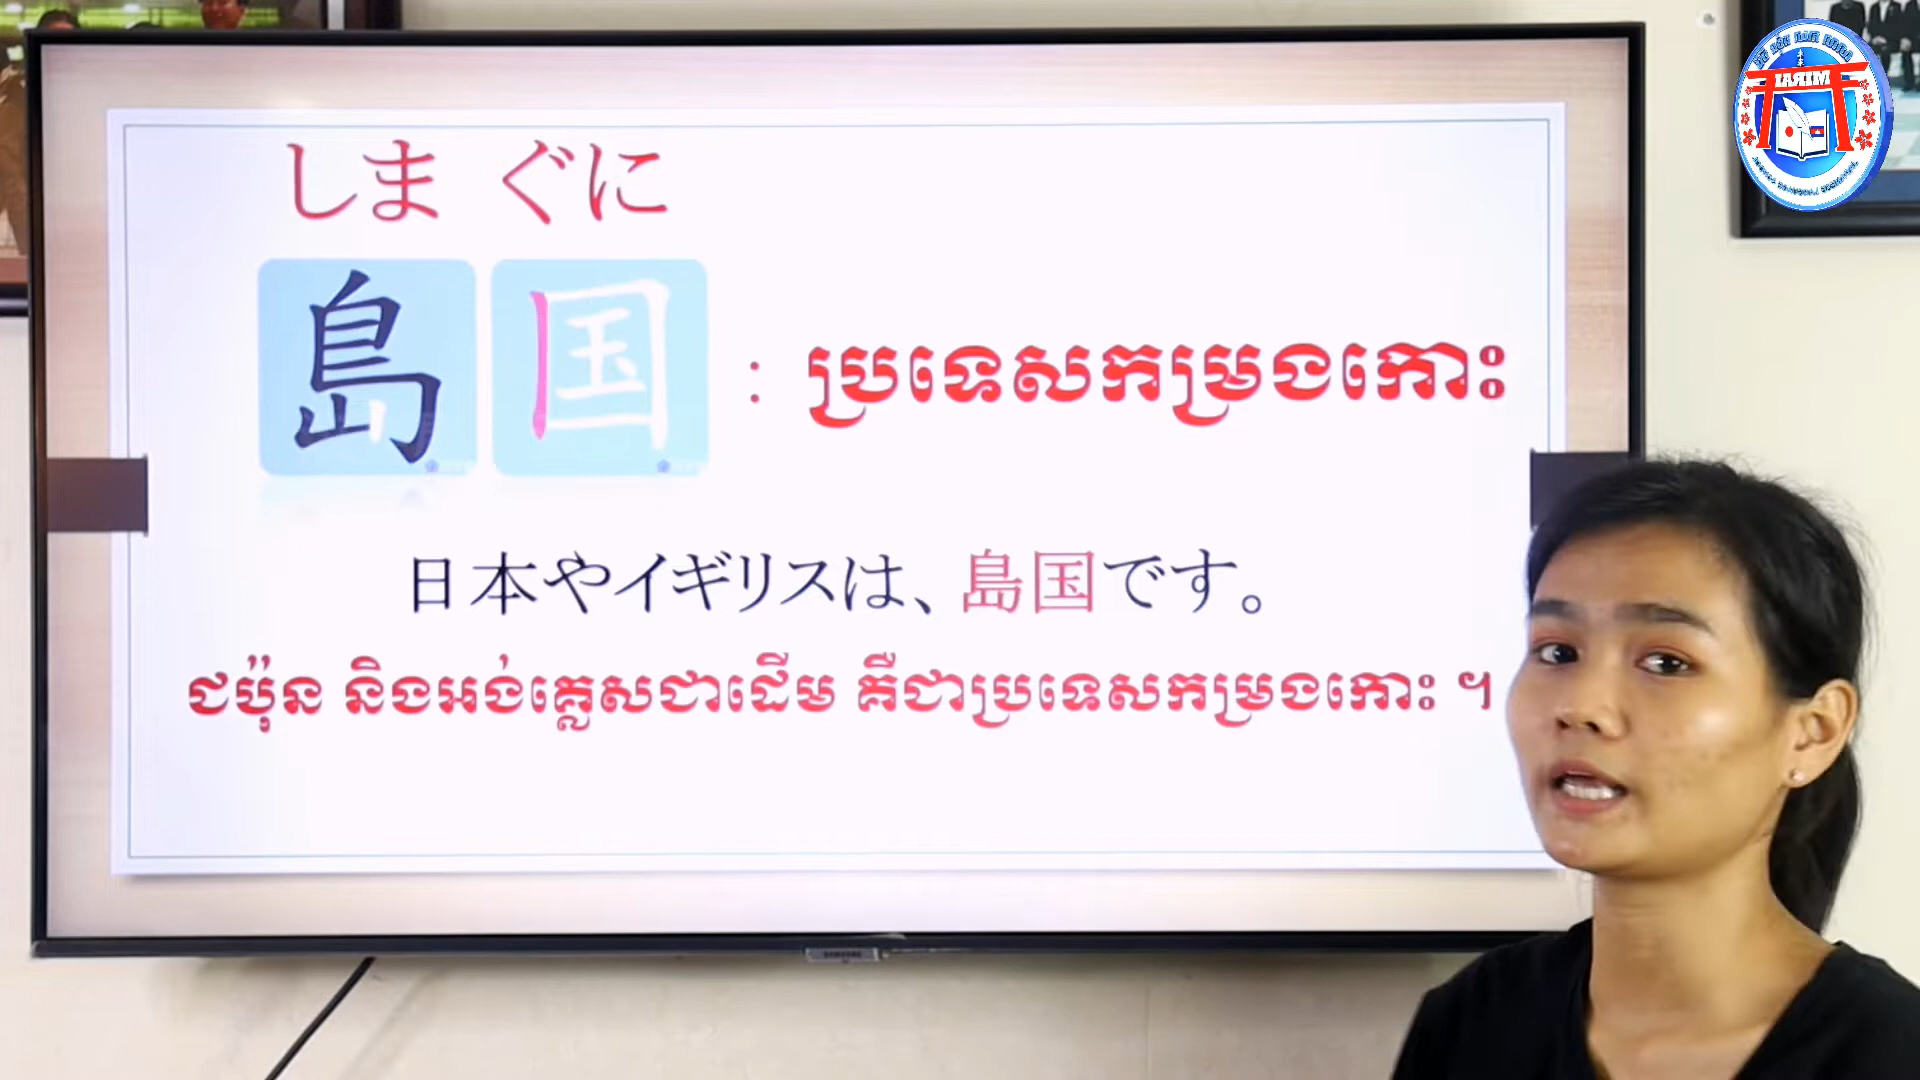 しま ぐに
島国 : ប្រទេសកម្រងកោះ
日本やイギリスは、島国です。
ជប៉ុន និងអង់គ្លេសជាដើម គឺជាប្រទេសកម្រងកោះ ។
SAMSUNG
MIRAI